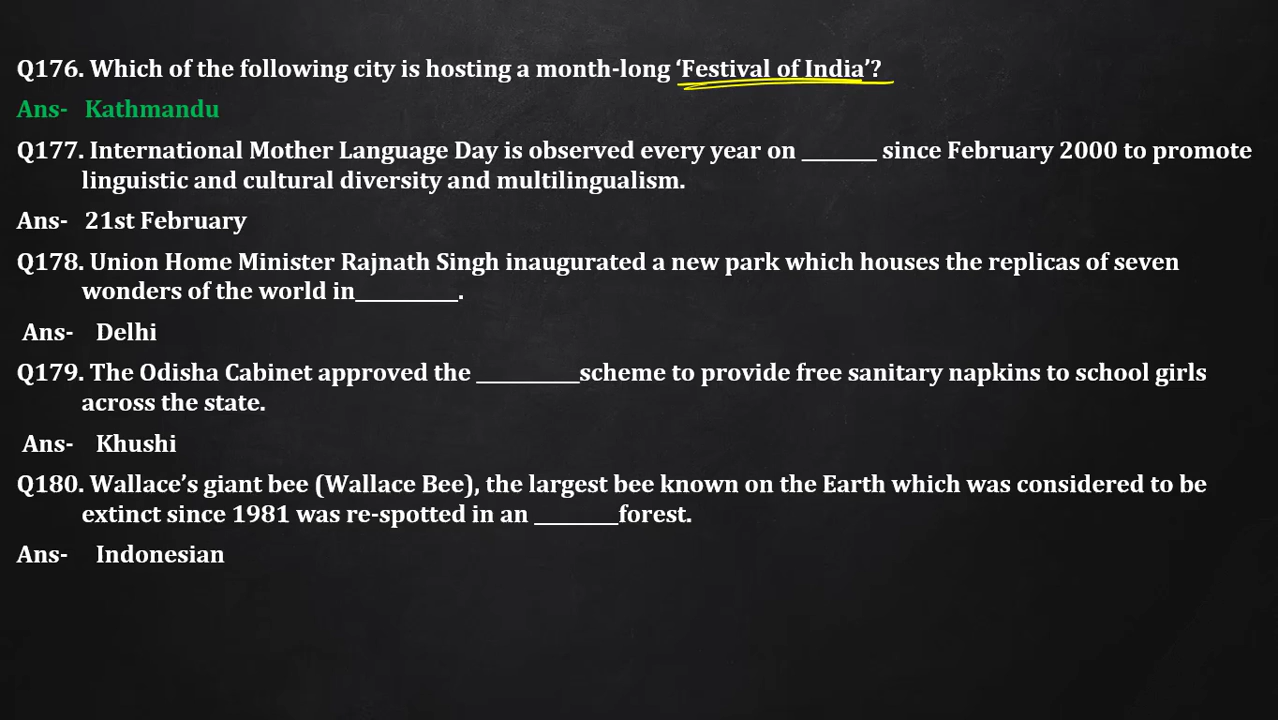 Q176. Which of the following city is hosting a month-long ‘Festival of India’?
Ans- Kathmandu
Q177. International Mother Language Day is observed every year on _______ since February 2000 to promote
linguistic and cultural diversity and multilingualism.
Ans- 21st February
Q178. Union Home Minister Rajnath Singh inaugurated a new park which houses the replicas of seven
wonders of the world in__________.
Ans- Delhi
Q179. The Odisha Cabinet approved the __________scheme to provide free sanitary napkins to school girls
across the state.
Ans- Khushi
Q180. Wallace’s giant bee (Wallace Bee), the largest bee known on the Earth which was considered to be
extinct since 1981 was re-spotted in an ________forest.
Ans- Indonesian